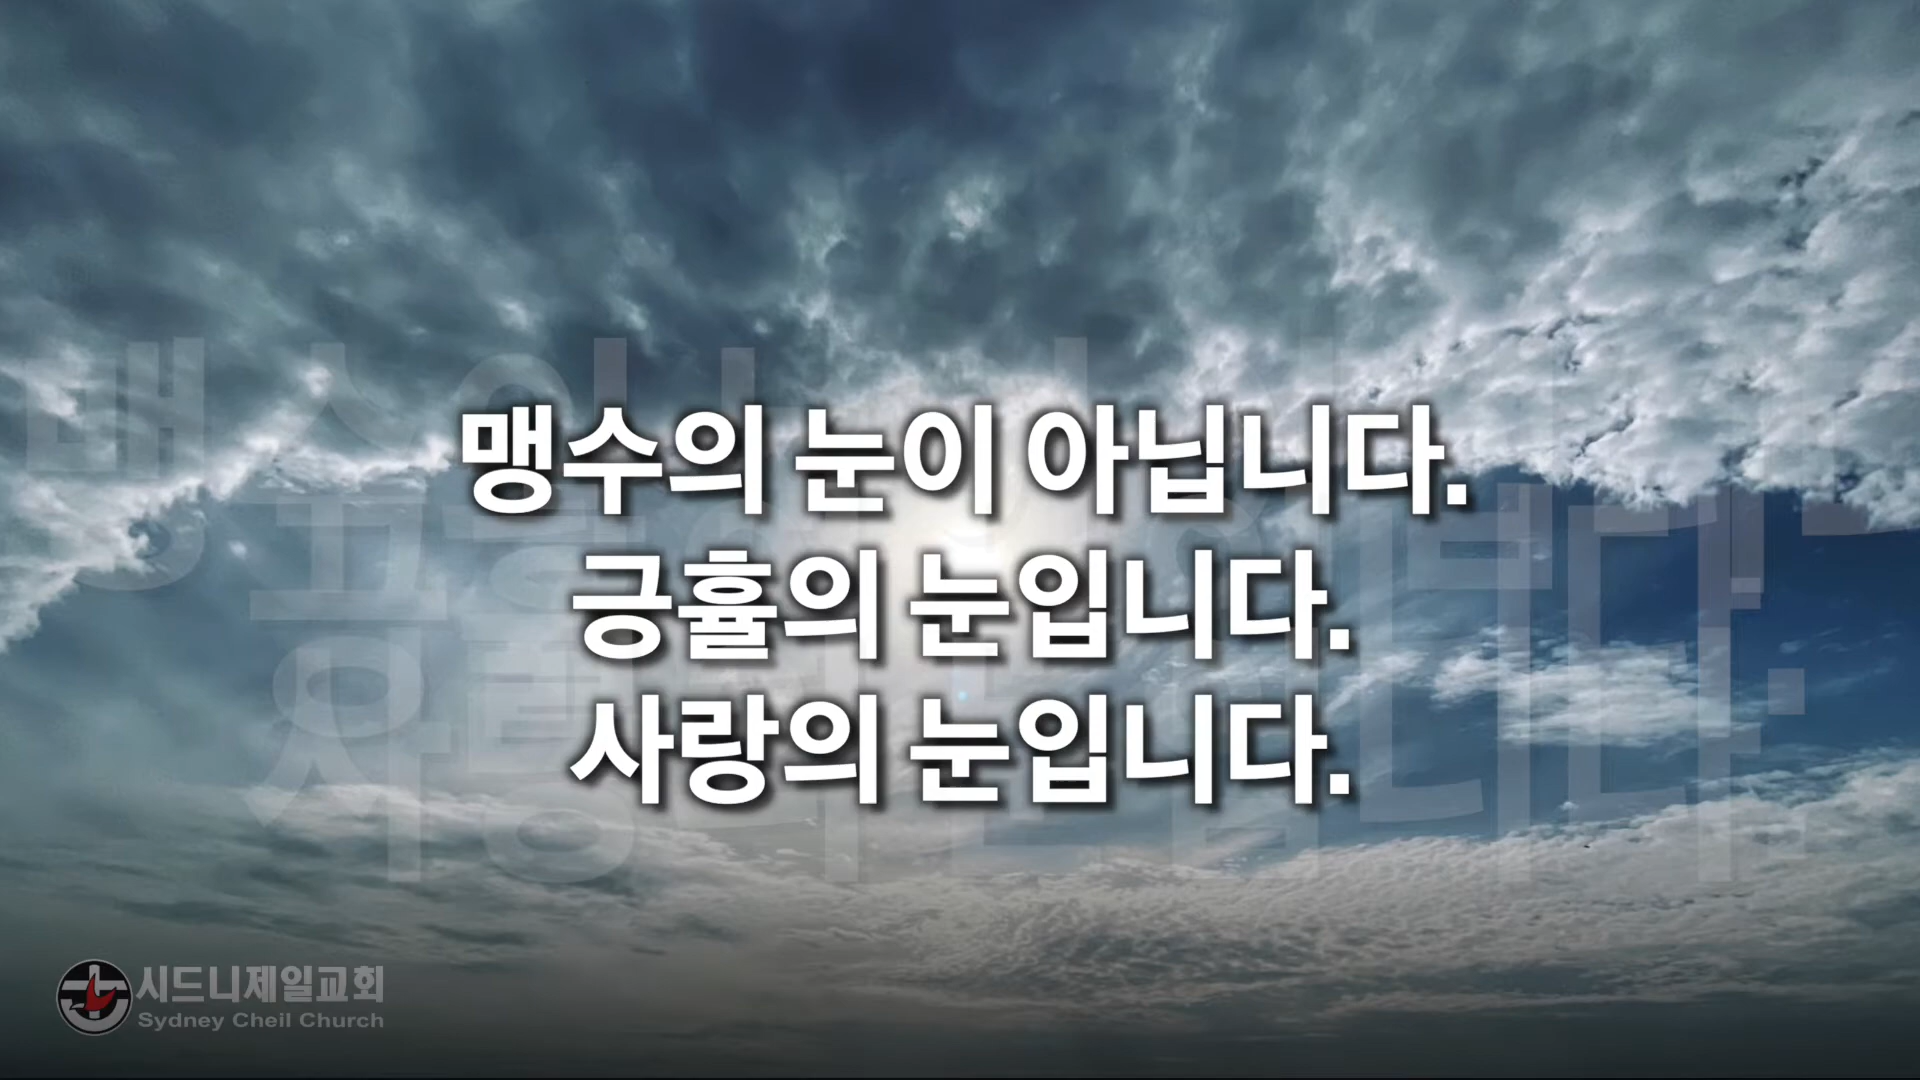 맹수의 눈이 아닙니다.
긍휼의 눈입니다.
사랑의 눈입니다.
시드니제일교회
Sydney Cheil Church